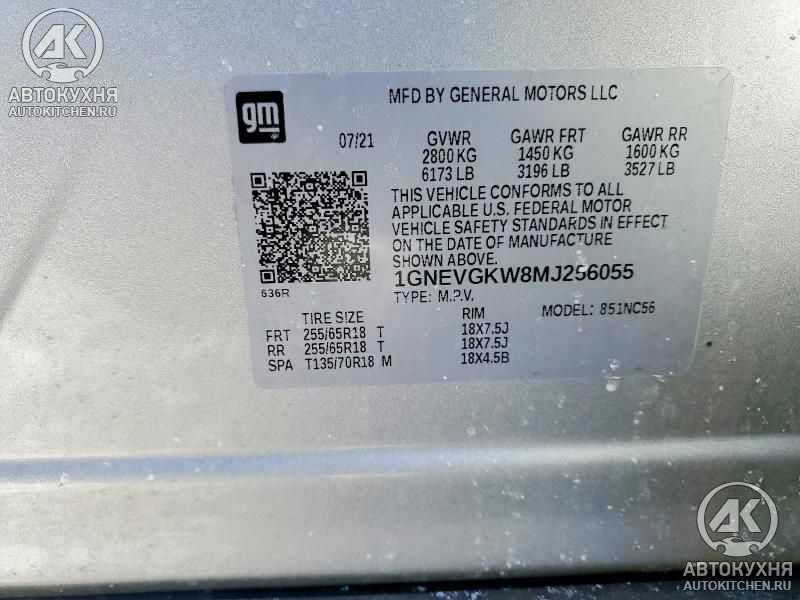 АВТОКУХНЯ
AUTOKITCHEN.RU
gm
MFD BY GENERAL MOTORS LLC
07/21 GVWR GAWR FRT GAWR RR
2800 KG 1450 KG 1600 KG
6173 LB 3196 LB 3527 LB
THIS VEHICLE CONFORMS TO ALL
APPLICABLE U.S. FEDERAL MOTOR
VEHICLE SAFETY STANDARDS IN EFFECT
ON THE DATE OF MANUFACTURE
SHOWN ABOVE.
1GNEVGKW8MJ256055
636R
TYPE: M.P.V. MODEL: 851NC56
TIRE SIZE RIM
FRT 255/65R18 T 18X7.5J
RR 255/65R18 T 18X7.5J
SPA T135/70R18 M 18X4.5B
АВТОКУХНЯ
AUTOKITCHEN.RU